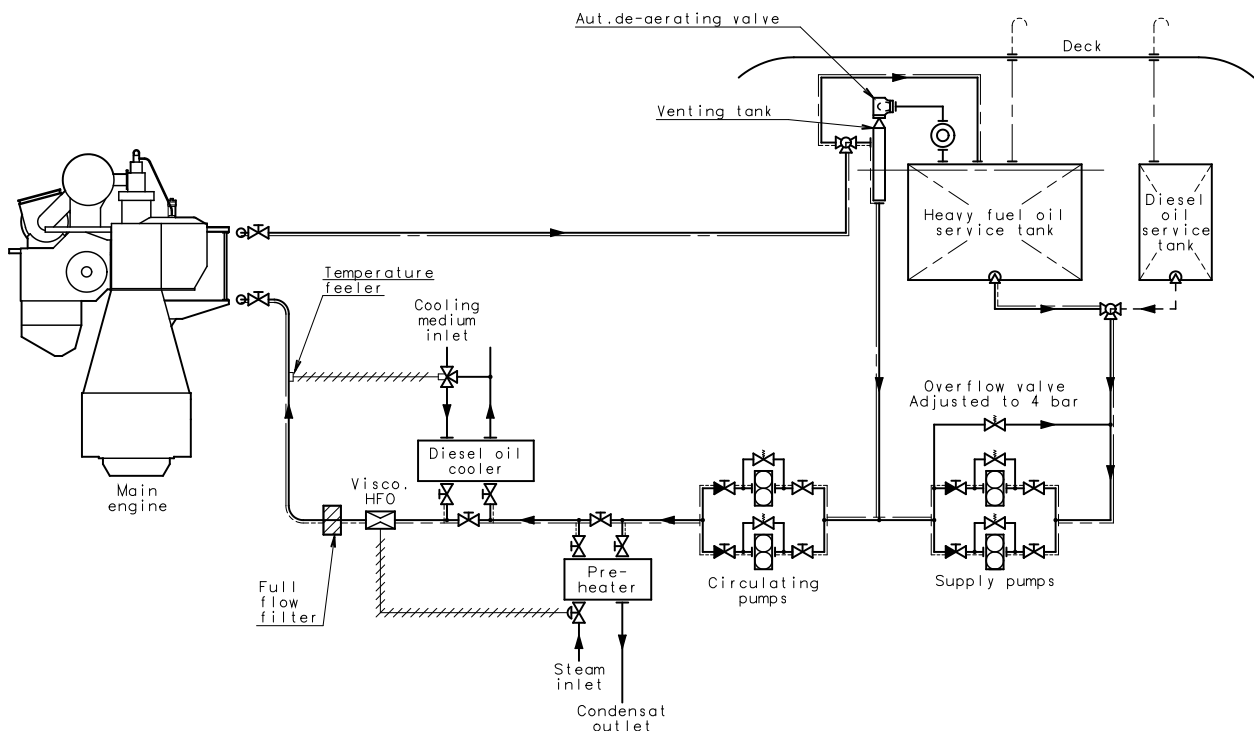 Aut.de-aerating valve
Deck
Venting tank
Heavy fuel oil
service tank
Diesel
oil
service
tank
Temperature
feeler
Cooling
medium
inlet
Overflow valve
Adjusted to 4 bar
Diesel oil
cooler
Main
engine
Visco.
HFO
Pre-
heater
Circulating
pumps
Supply pumps
Full
flow
filter
Steam
inlet
Condensat
outlet